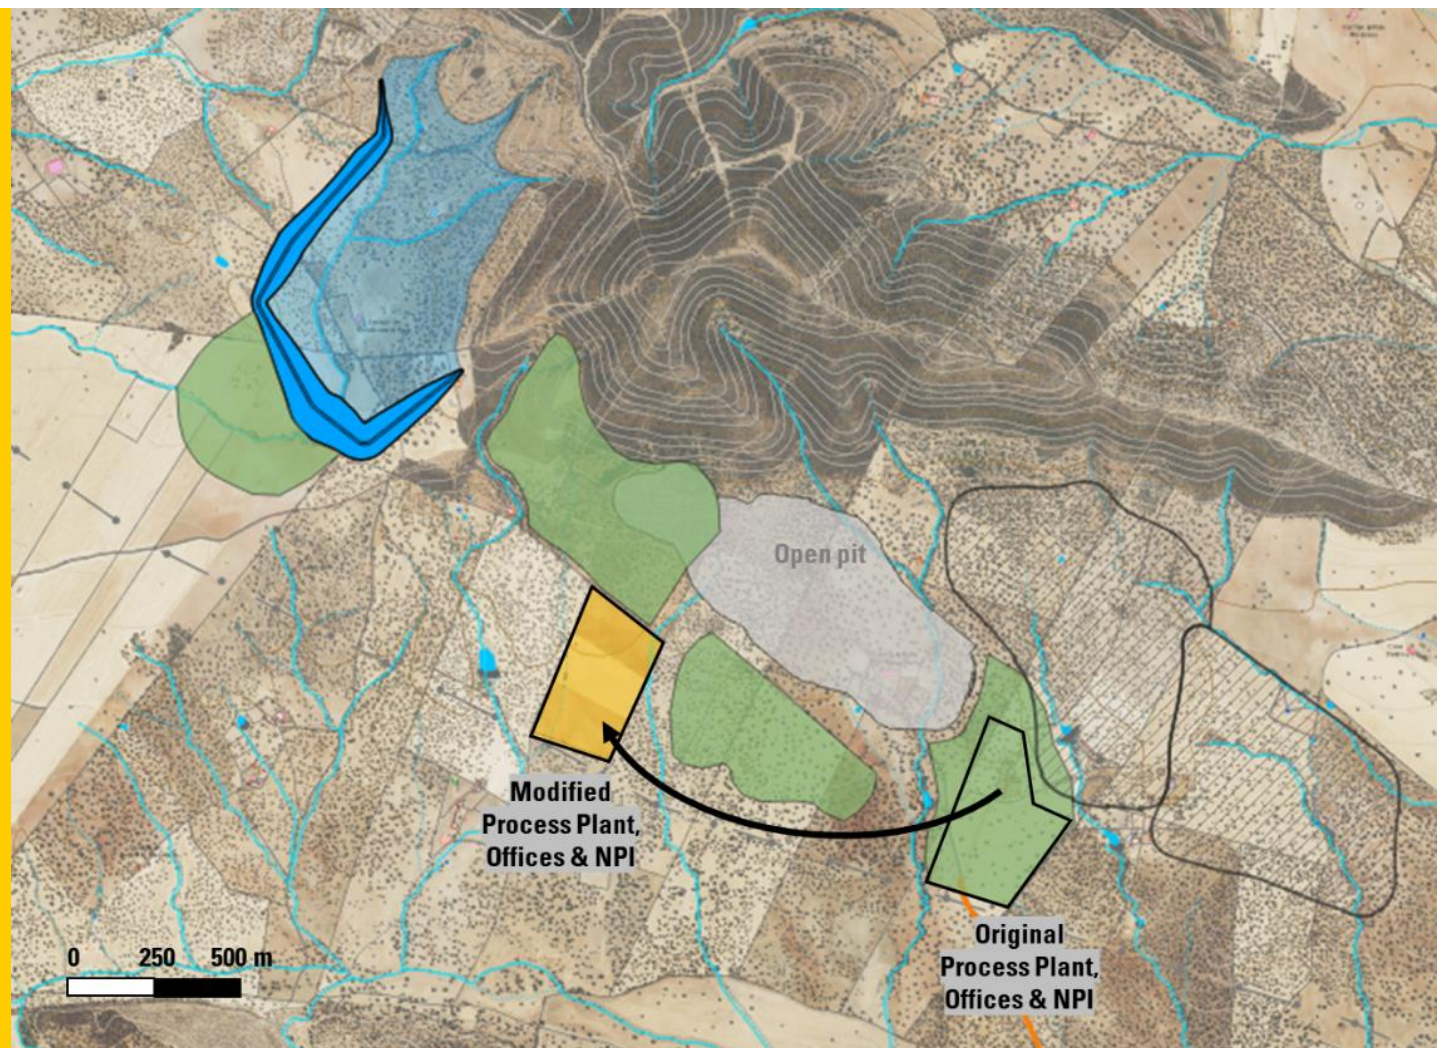 Open pit
Modified
Process Plant,
Offices & NPI
0 250 500 m
Original
Process Plant,
Offices & NPI